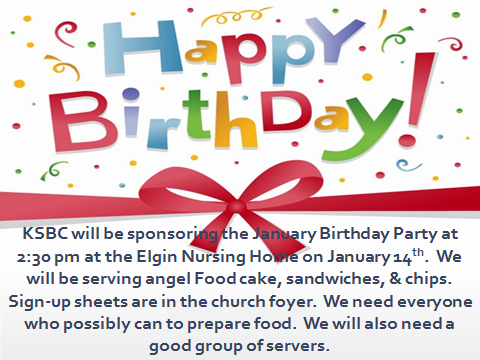 Happy
Birthday!
KSBC will be sponsoring the January Birthday Party at
2:30 pm at the Elgin Nursing Home on January 14th. We
will be serving angel Food cake, sandwiches, & chips.
Sign-up sheets are in the church foyer. We need everyone
who possibly can to prepare food. We will also need a
good group of servers.